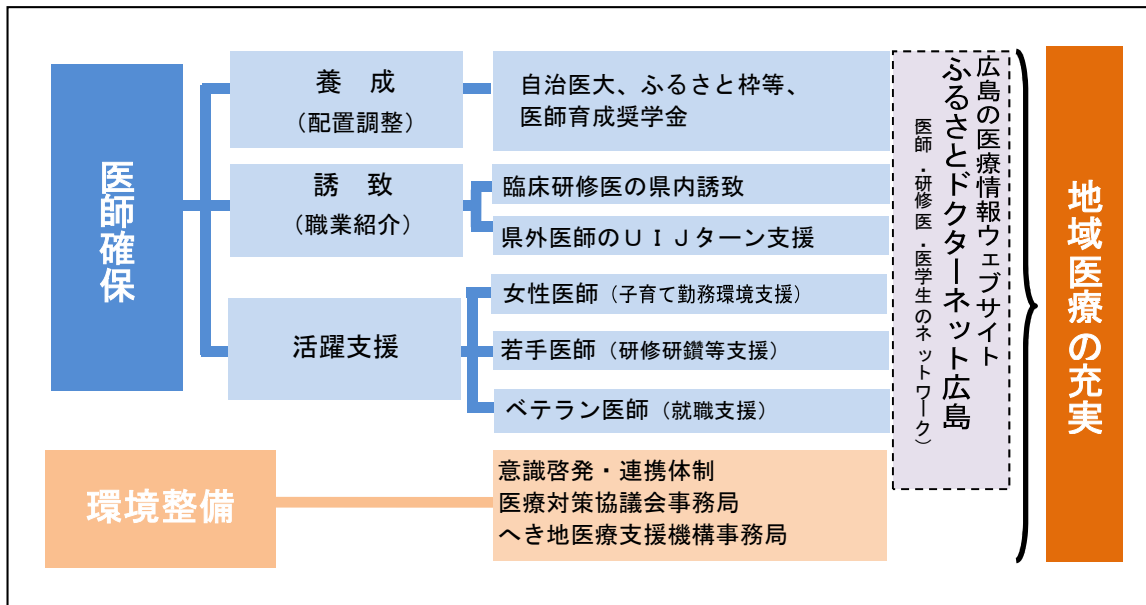 医師確保
養　成
（配置調整）
自治医大、ふるさと枠等、
医師育成奨学金
誘　致
（職業紹介）
臨床研修医の県内誘致
県外医師のＵＩＪターン支援
活躍支援
女性医師（子育て勤務環境支援）
若手医師（研修研鑽等支援）
ベテラン医師（就職支援）
環境整備
意識啓発・連携体制
医療対策協議会事務局
へき地医療支援機構事務局
広島の医療情報ウェブサイト
ふるさとドクターネット広島
（医師・研修医・医学生のネットワーク）
地域医療の充実